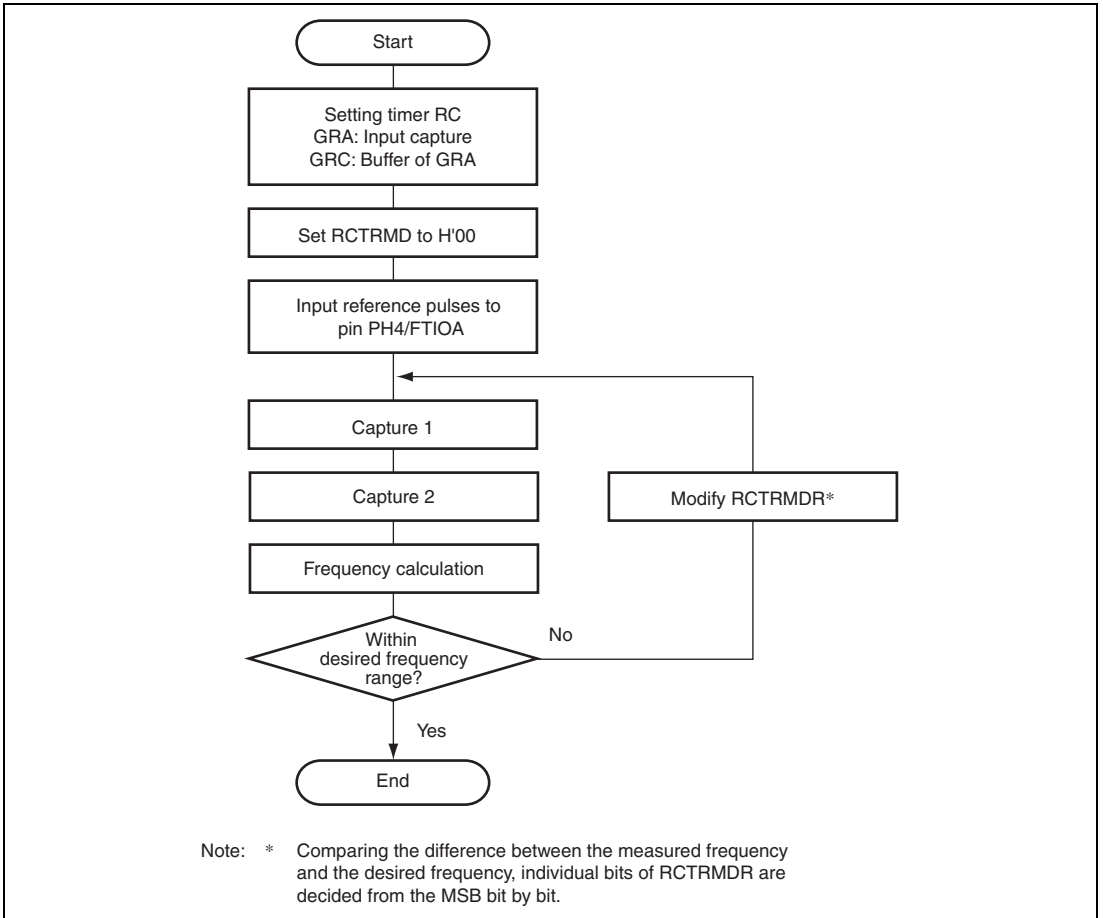 Start
Setting timer RC
GRA: Input capture
GRC: Buffer of GRA
Set RCTRMD to H'00
Input reference pulses to
pin PH4/FTIOA
Capture 1
Capture 2
Modify RCTRMDR*
Frequency calculation
Within
desired frequency
range?
No
Yes
End
Note: * Comparing the difference between the measured frequency
and the desired frequency, individual bits of RCTRMDR are
decided from the MSB bit by bit.